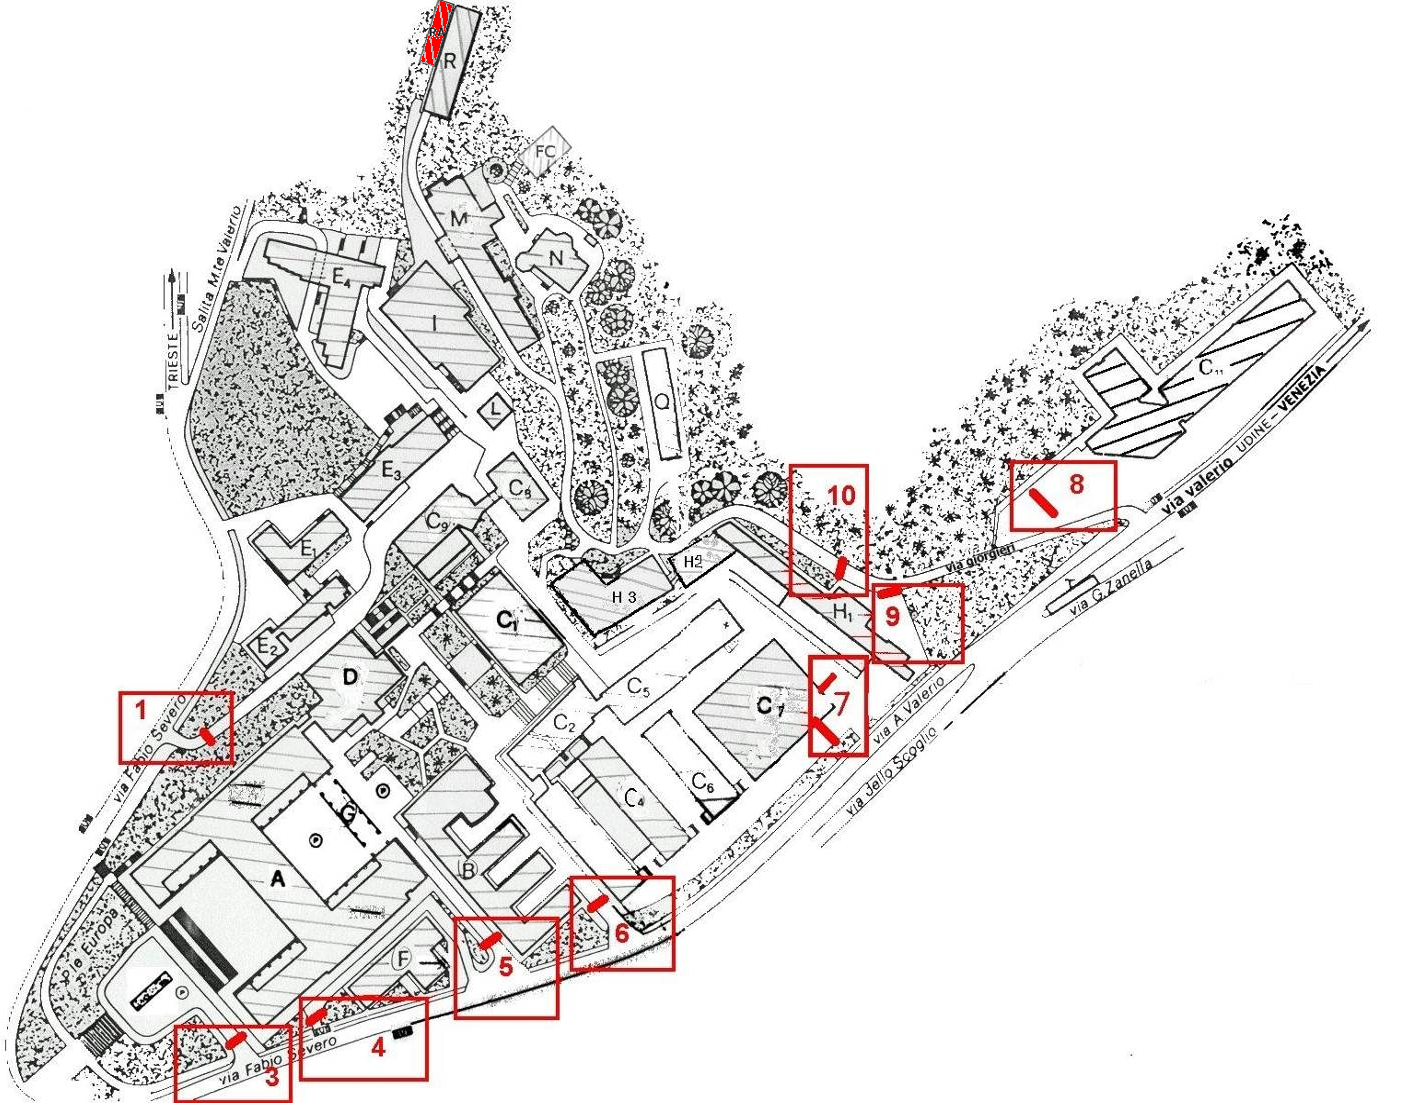 R
FC
M
N
Salita M.te Valerio
E4
I
TRIESTE
L
Q
C11
E3
C8
C9
UDINE - VENEZIA
via valerio
8
10
E1
via giorgieri
H2
H3
H1
9
T
via G.Zanella
E2
C1
D
C5
C7
7
C2
1
via Fabio Severo
via A Valerio
via Jello Scoglio
C6
C4
G
P
P
A
B
P.le Europa
F
5
6
P
3
4
via Fabio Severo